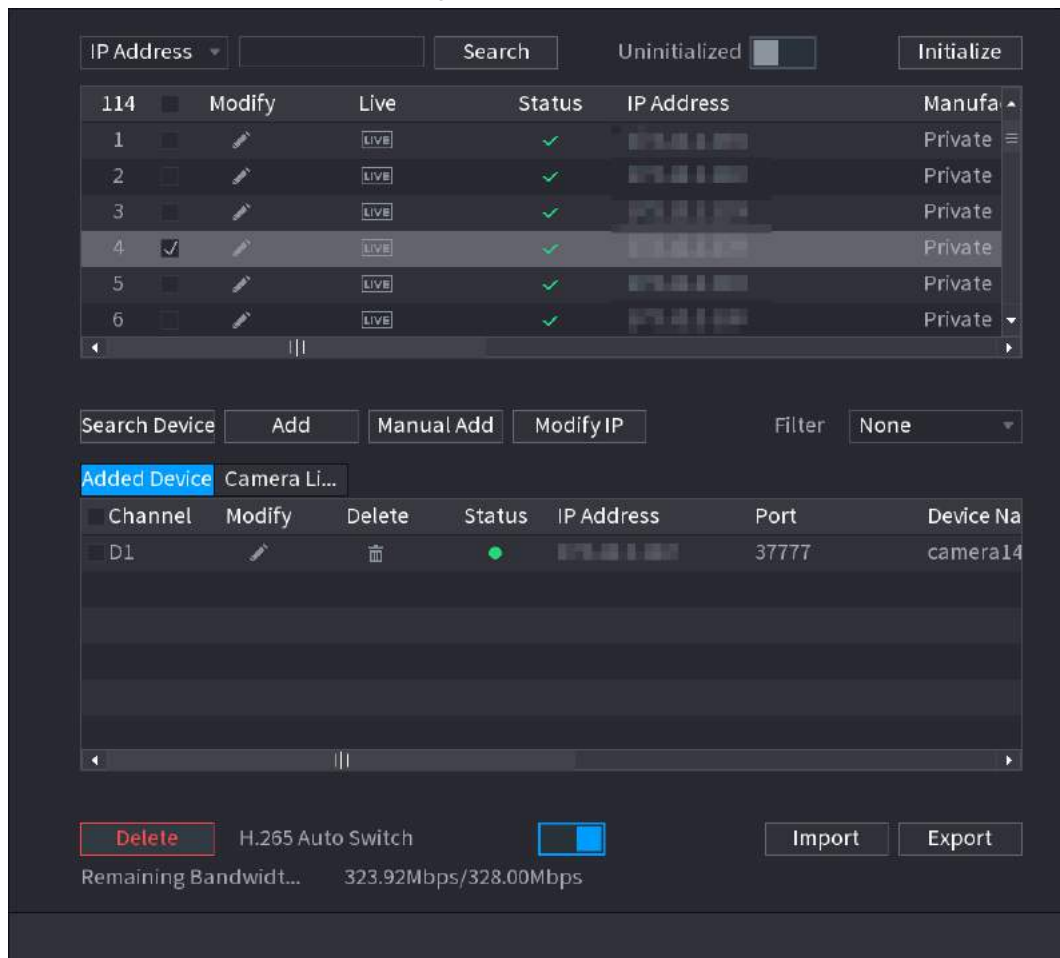 IP Address Search Uninitialized Initialize
114 Modify Live Status IP Address Manufa
1 LIVE Private
2 LIVE Private
3 LIVE Private
4 LIVE Private
5 LIVE Private
6 LIVE Private
Search Device Add Manual Add Modify IP Filter None
Added Device Camera Li...
Channel Modify Delete Status IP Address Port Device Na
D1 37777 camera14
Delete H.265 Auto Switch Import Export
Remaining Bandwidt... 323.92Mbps/328.00Mbps